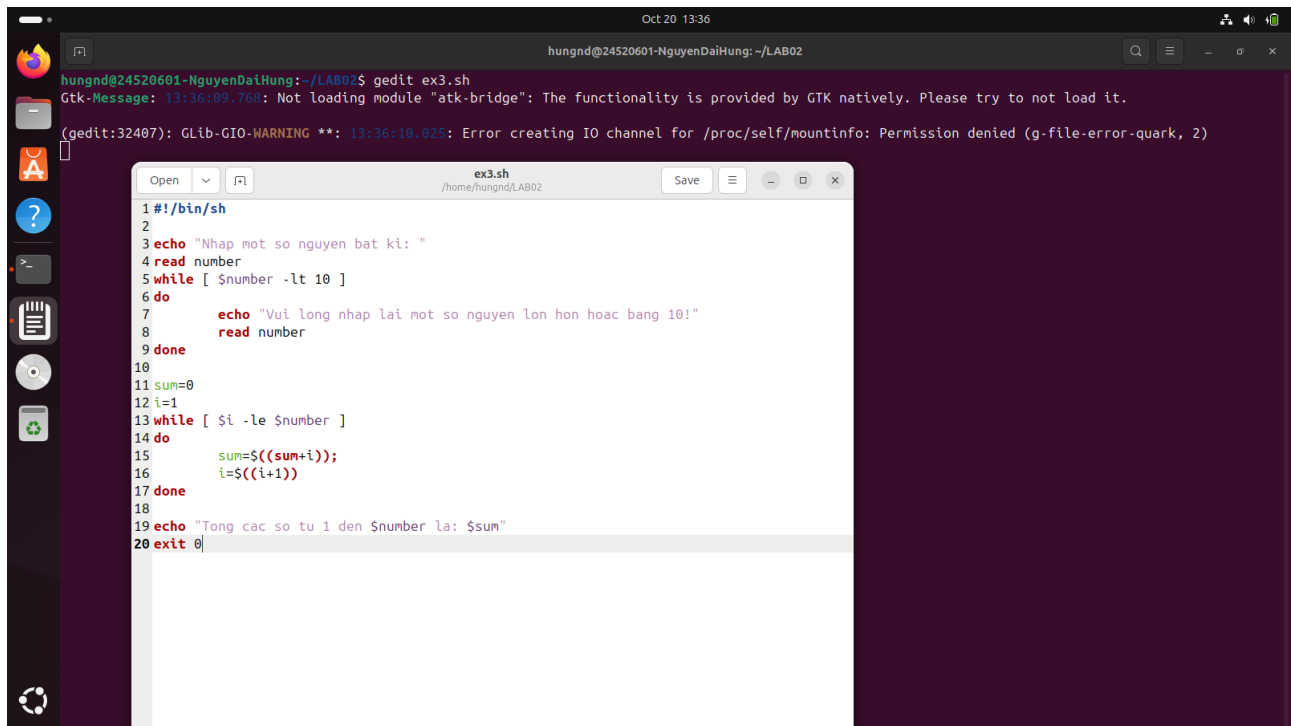 Oct 20 13:36
hungnd@24520601-NguyenDaiHung: ~/LAB02
hungnd@24520601-NguyenDaiHung:~/LAB02$ gedit ex3.sh
Gtk-Message: 13:36:09.768: Not loading module "atk-bridge": The functionality is provided by GTK natively. Please try to not load it.
(gedit:32407): GLib-GIO-WARNING **: 13:36:10.025: Error creating IO channel for /proc/self/mountinfo: Permission denied (g-file-error-quark, 2)
Open
ex3.sh
/home/hungnd/LAB02
Save
1 #!/bin/sh
2
3 echo "Nhap mot so nguyen bat ki: "
4 read number
5 while [ $number -lt 10 ]
6 do
7 echo "Vui long nhap lai mot so nguyen lon hon hoac bang 10!"
8 read number
9 done
10
11 sum=0
12 i=1
13 while [ $i -le $number ]
14 do
15 sum=$((sum+i));
16 i=$((i+1))
17 done
18
19 echo "Tong cac so tu 1 den $number la: $sum"
20 exit 0